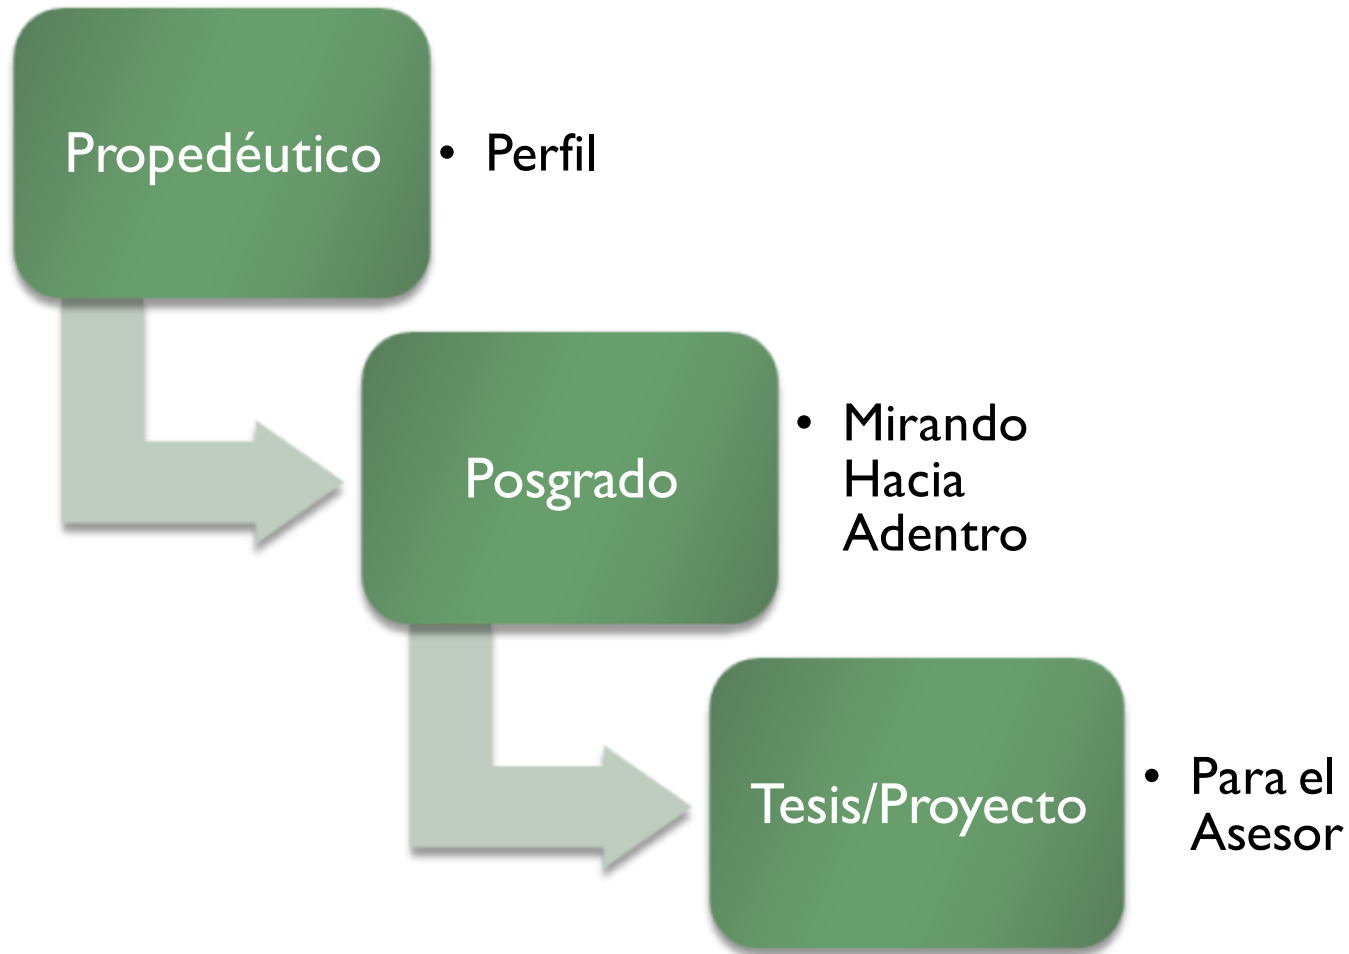 Propedéutico
• Perfil
Posgrado
• Mirando
Hacia
Adentro
Tesis/Proyecto
• Para el
Asesor